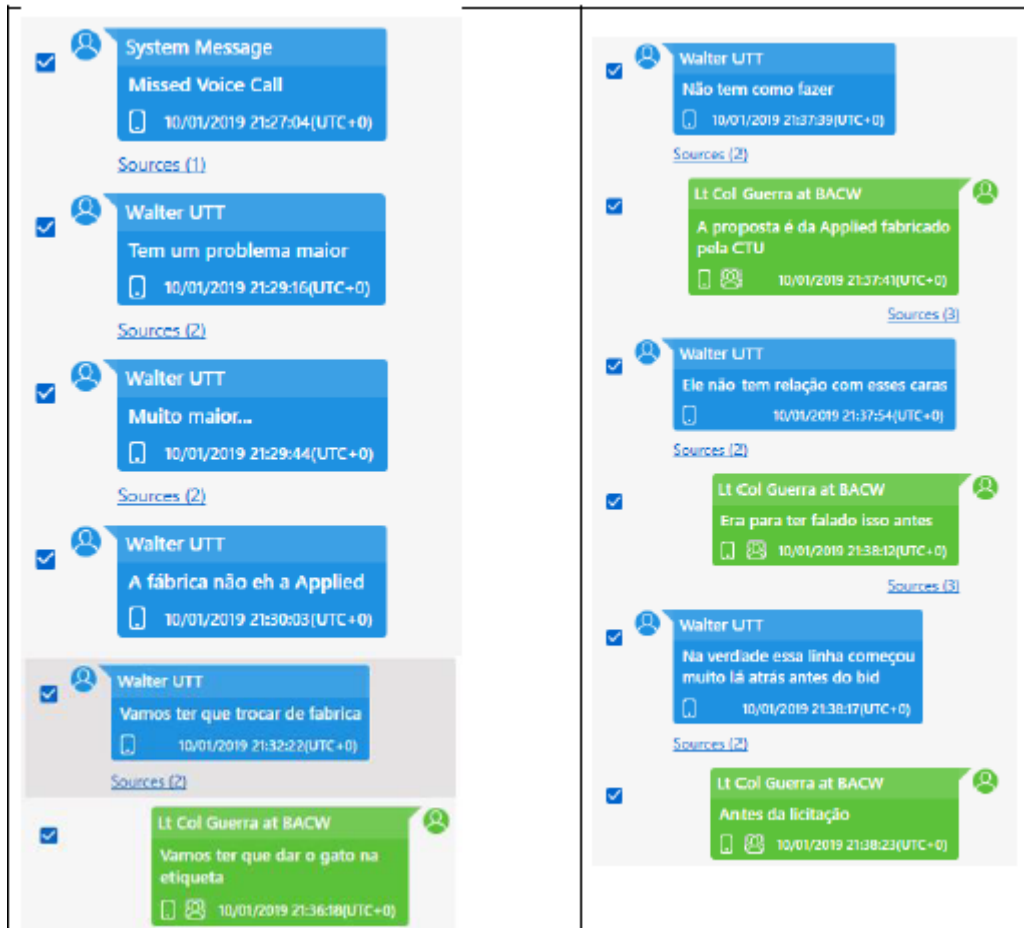 System Message
Missed Voice Call
10/01/2019 21:27:04(UTC+0)
Sources (1)
Walter UTT
Tem um problema maior
10/01/2019 21:29:16(UTC+0)
Sources (2)
Walter UTT
Muito maior...
10/01/2019 21:29:44(UTC+0)
Sources (2)
Walter UTT
A fábrica não eh a Applied
10/01/2019 21:30:03(UTC+0)
Walter UTT
Vamos ter que trocar de fabrica
10/01/2019 21:32:22(UTC+0)
Sources (2)
Lt Col Guerra at BACW
Vamos ter que dar o gato na
etiqueta
10/01/2019 21:36:18(UTC+0)
Walter UTT
Não tem como fazer
10/01/2019 21:37:39(UTC+0)
Sources (2)
Lt Col Guerra at BACW
A proposta é da Applied fabricado
pela CTU
10/01/2019 21:37:41(UTC+0)
Sources (3)
Walter UTT
Ele não tem relação com esses caras
10/01/2019 21:37:54(UTC+0)
Sources (2)
Lt Col Guerra at BACW
Era para ter falado isso antes
10/01/2019 21:38:12(UTC+0)
Sources (3)
Walter UTT
Na verdade essa linha começou
muito lá atrás antes do bid
10/01/2019 21:38:17(UTC+0)
Sources (2)
Lt Col Guerra at BACW
Antes da licitação
10/01/2019 21:38:23(UTC+0)